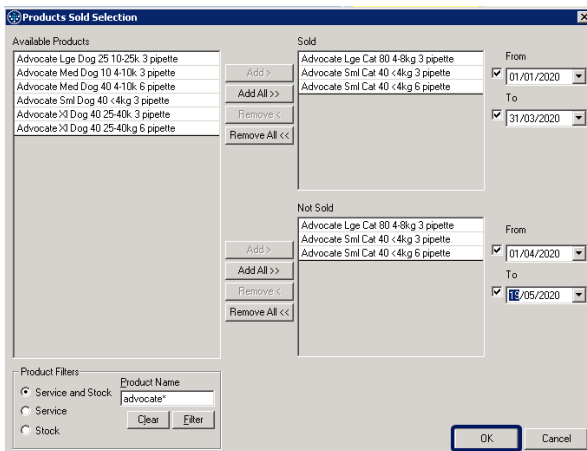 Products Sold Selection
Available Products
Advocate Lge Dog 25 10-25k 3 pipette
Advocate Med Dog 10 4-10k 3 pipette
Advocate Med Dog 40 4-10k 6 pipette
Advocate Sml Dog 40 <4kg 3 pipette
Advocate Xl Dog 40 25-40k 3 pipette
Advocate Xl Dog 40 25-40kg 6 pipette
Add >
Add All >>
Remove <
Remove All <<
Sold
Advocate Lge Cat 80 4-8kg 3 pipette
Advocate Sml Cat 40 <4kg 3 pipette
Advocate Sml Cat 40 <4kg 6 pipette
From
01/01/2020
To
31/03/2020
Add >
Add All >>
Remove <
Remove All <<
Not Sold
Advocate Lge Cat 80 4-8kg 3 pipette
Advocate Sml Cat 40 <4kg 3 pipette
Advocate Sml Cat 40 <4kg 6 pipette
From
01/04/2020
To
19/05/2020
Product Filters
Service and Stock
Service
Stock
Product Name
advocate*
Clear
Filter
OK
Cancel